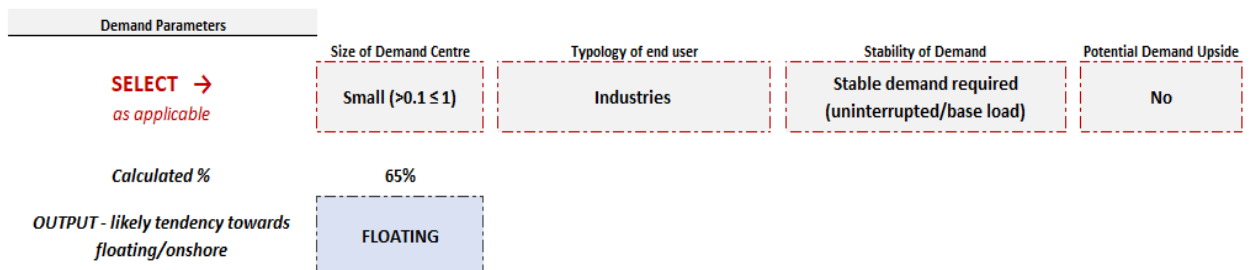 Demand Parameters
Size of Demand Centre
Typology of end user
Stability of Demand
Potential Demand Upside
SELECT →
as applicable
Small (>0.1 ≤ 1)
Industries
Stable demand required
(uninterrupted/base load)
No
Calculated %
65%
OUTPUT - likely tendency towards
floating/onshore
FLOATING